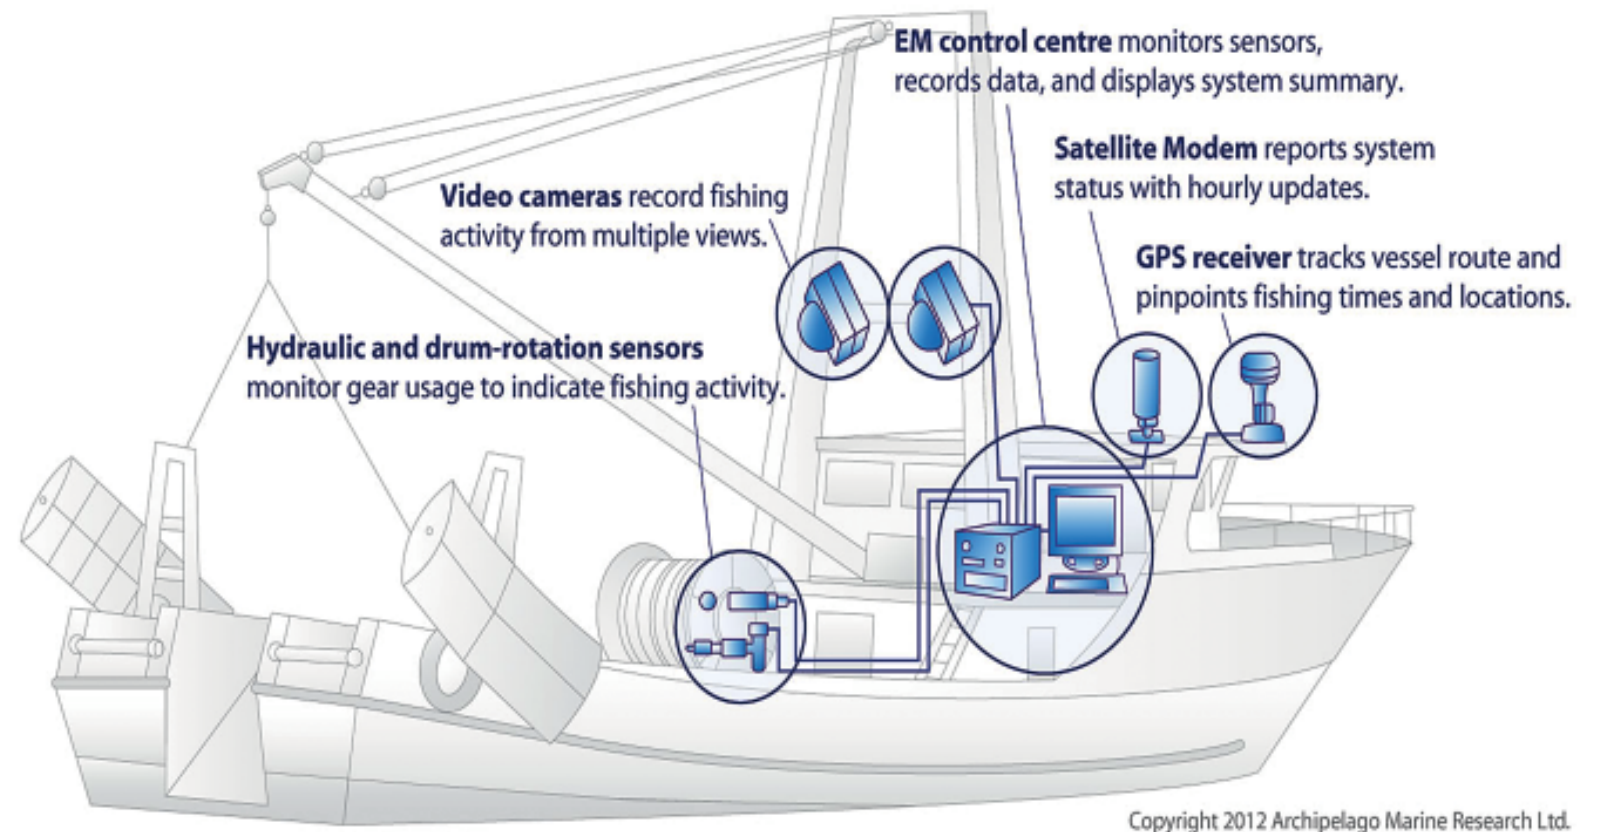 EM control centre monitors sensors,
records data, and displays system summary.
Satellite Modem reports system
status with hourly updates.
Video cameras record fishing
activity from multiple views.
GPS receiver tracks vessel route and
pinpoints fishing times and locations.
Hydraulic and drum-rotation sensors
monitor gear usage to indicate fishing activity.
Copyright 2012 Archipelago Marine Research Ltd.